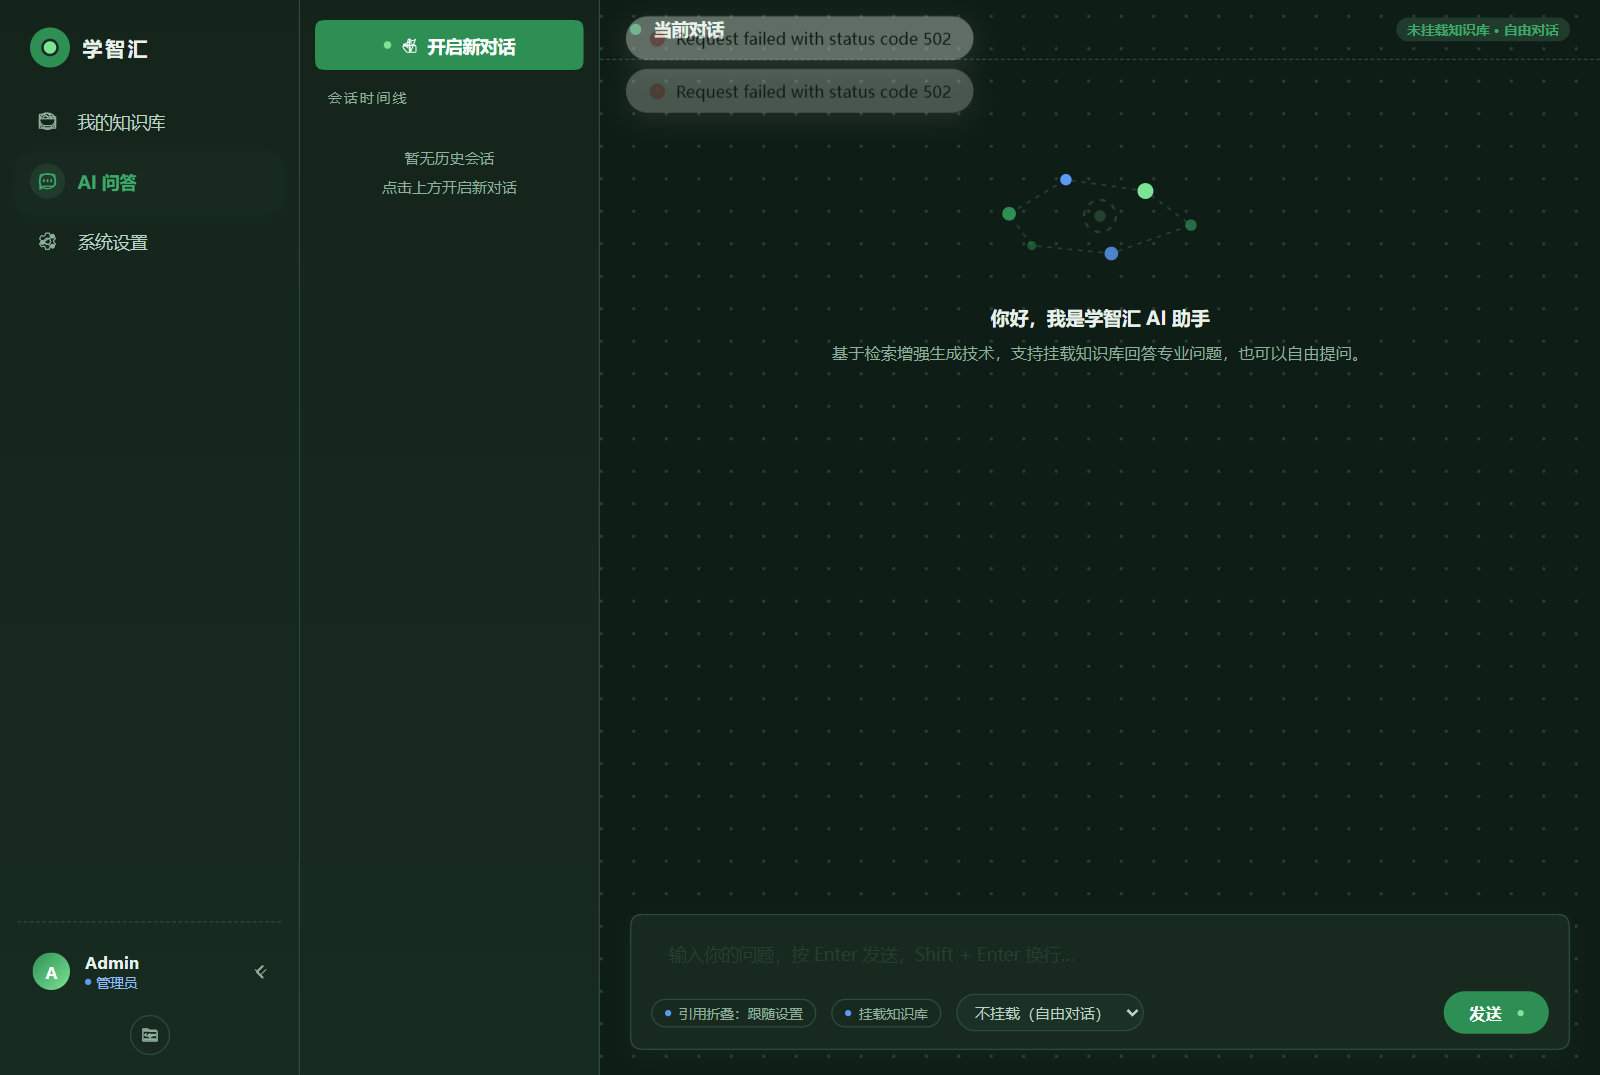 学智汇
我的知识库
AI 问答
系统设置
Admin
管理员
开启新对话
会话时间线
暂无历史会话
点击上方开启新对话
当前对话
Request failed with status code 502
Request failed with status code 502
未挂载知识库 • 自由对话
你好，我是学智汇 AI 助手
基于检索增强生成技术，支持挂载知识库回答专业问题，也可以自由提问。
输入你的问题，按 Enter 发送，Shift + Enter 换行...
引用折叠：跟随设置
挂载知识库
不挂载（自由对话）
发送
A